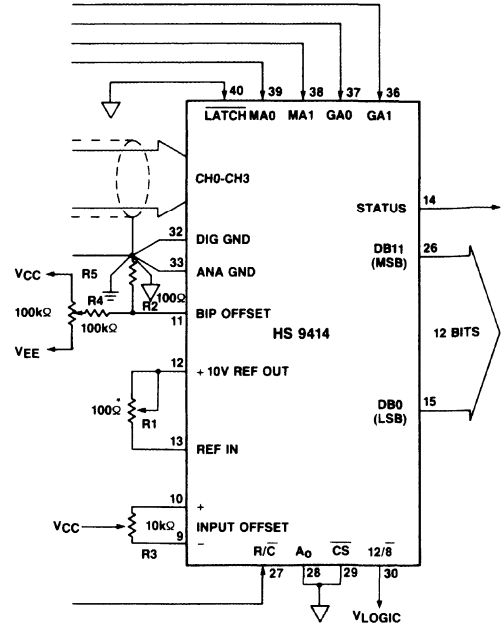 40 39 38 37 36
L̅A̅T̅C̅H̅ MA0 MA1 GA0 GA1
CH0-CH3
STATUS 14
32 DIG GND
DB11 26
(MSB)
33 ANA GND
VCC
R5
R4
R2 100Ω
100kΩ
100kΩ
11 BIP OFFSET
HS 9414
12 BITS
VEE
12 + 10V REF OUT
100Ω*
R1
DB0 15
(LSB)
13 REF IN
10 +
VCC
10kΩ INPUT OFFSET
9 –
R3
R/C̅ A0 C̅S̅ 12/8̅
27 28 29 30
VLOGIC